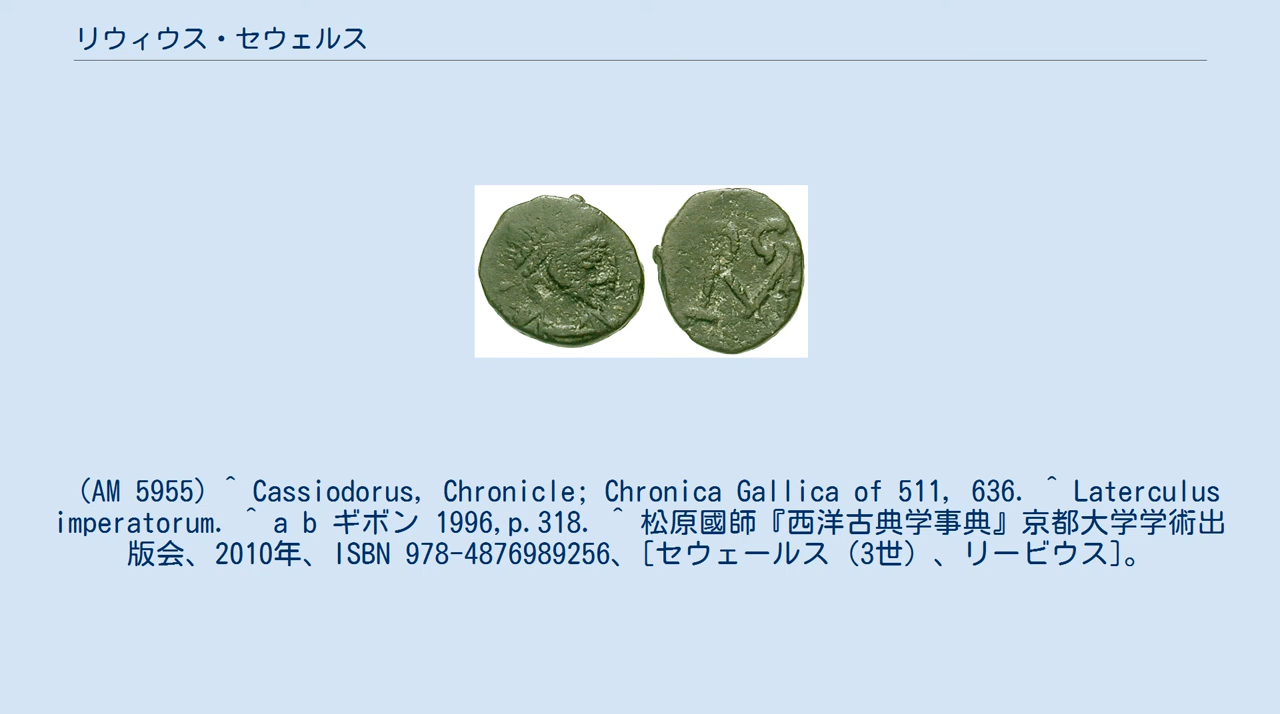 リウィウス・セウェルス
(AM 5955) ^ Cassiodorus, Chronicle; Chronica Gallica of 511, 636. ^ Laterculus
imperatorum. ^ a b ギボン 1996,p.318. ^ 松原國師『西洋古典学事典』京都大学学術出
版会、2010年、ISBN 978-4876989256、[セウェールス（3世）、リービウス]。